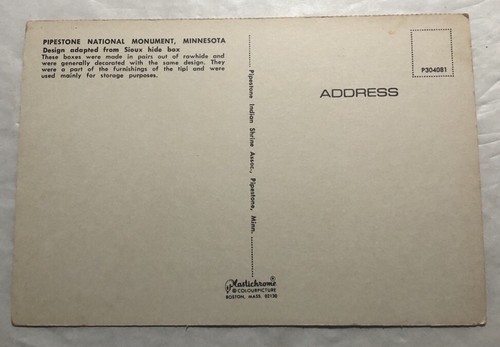 PIPESTONE NATIONAL MONUMENT, MINNESOTA
Design adapted from Sioux hide box
These boxes were made in pairs out of rawhide and
were generally decorated with the same design. They
were a part of the furnishings of the tipi and were
used mainly for storage purposes.
Pipestone Indian Shrine Assoc., Pipestone, Minn.
P304081
ADDRESS
Plastichrome®
© COLOURPICTURE
BOSTON, MASS. 02130